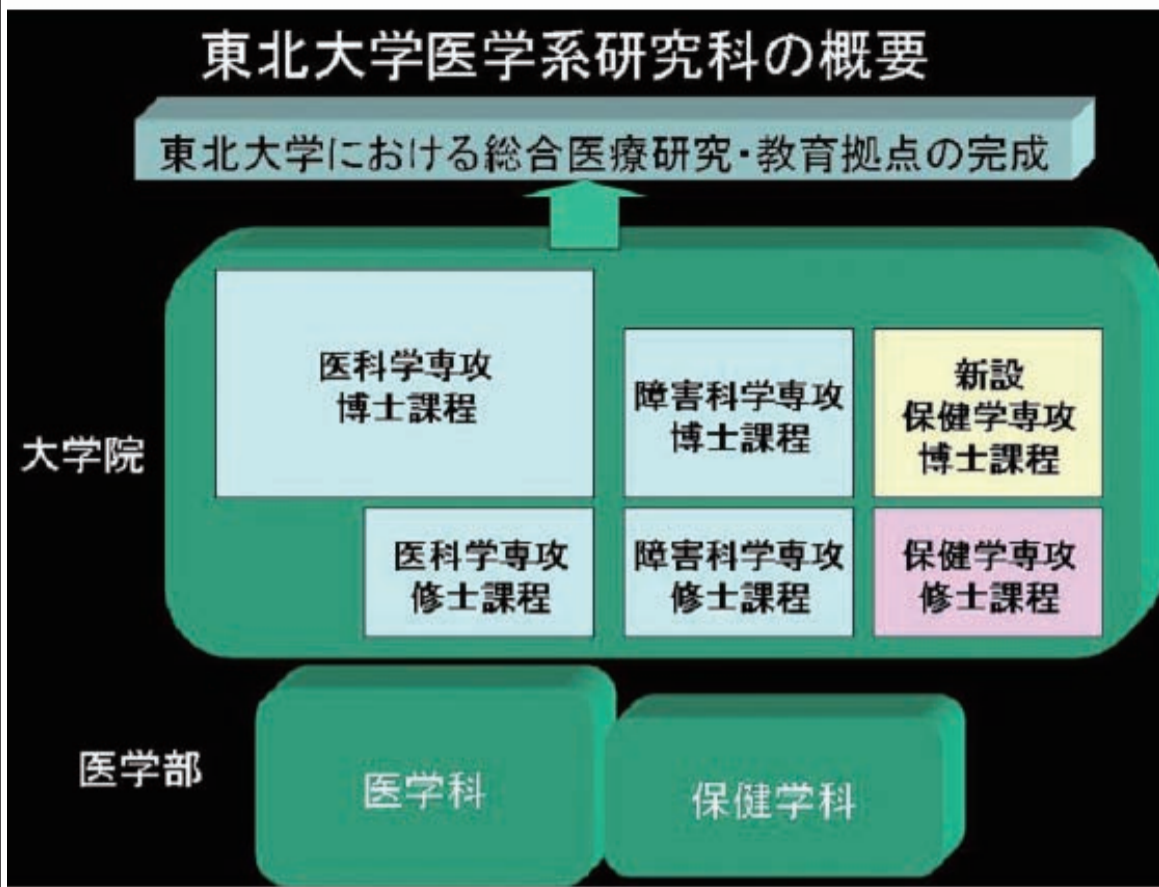 東北大学医学系研究科の概要
東北大学における総合医療研究・教育拠点の完成
大学院
医科学専攻
博士課程
障害科学専攻
博士課程
新設
保健学専攻
博士課程
医科学専攻
修士課程
障害科学専攻
修士課程
保健学専攻
修士課程
医学部
医学科
保健学科